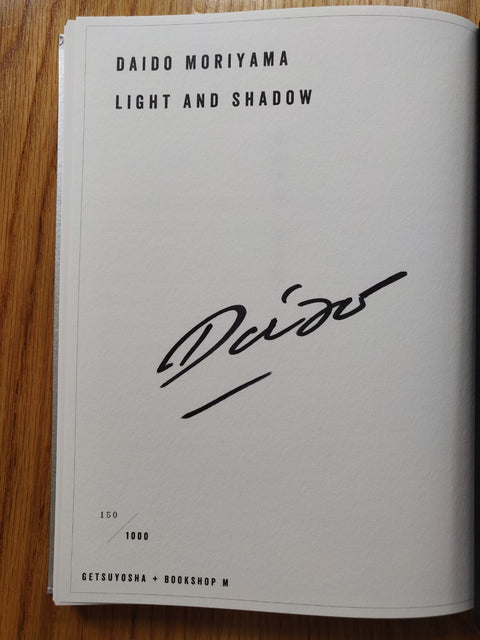 DAIDO MORIYAMA
LIGHT AND SHADOW
Daido
150
1000
GETSUYOSHA + BOOKSHOP M